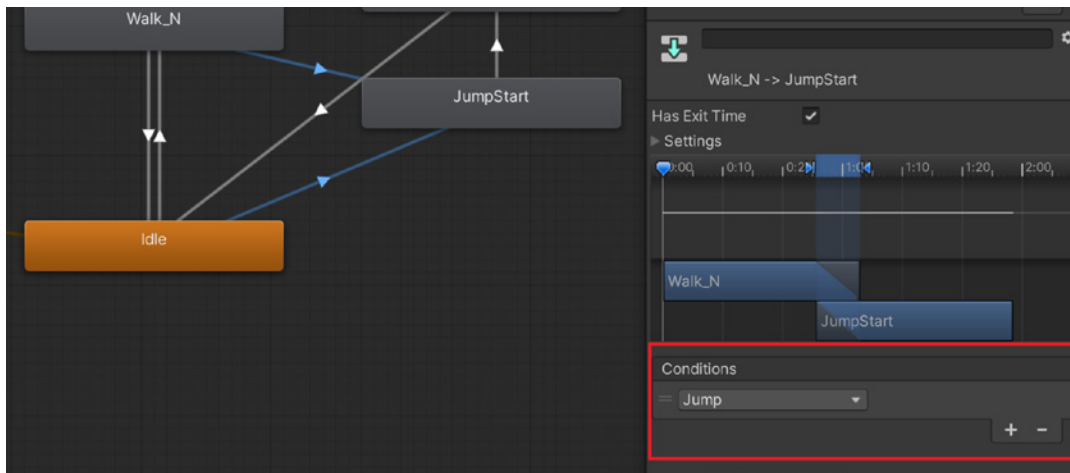 Walk_N
JumpStart
Idle
Walk_N -> JumpStart
Has Exit Time
Settings
0:00 0:10 1:10 1:20 2:00
Walk_N
JumpStart
Conditions
Jump
+ -